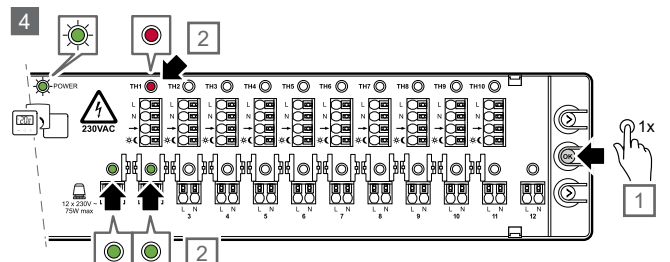 4
2
POWER
TH1 TH2 TH3 TH4 TH5 TH6 TH7 TH8 TH9 TH10
L
N
230VAC
1x
OK
1
12 x 230V ~
75W max
L N L N L N L N L N L N L N L N L N L N
3 4 5 6 7 8 9 10 11 12
2